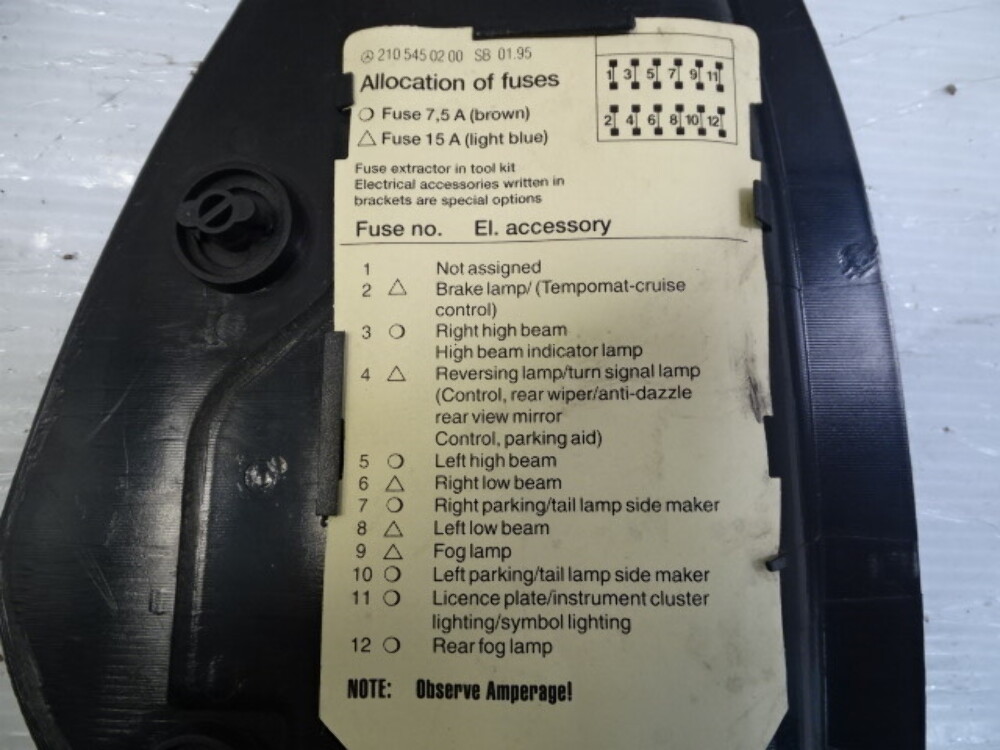 210 545 02 00 SB 01.95
Allocation of fuses
○ Fuse 7,5 A (brown)
△ Fuse 15 A (light blue)
1 3 5 7 9 11
2 4 6 8 10 12
Fuse extractor in tool kit
Electrical accessories written in
brackets are special options
Fuse no. El. accessory
1 Not assigned
2 △ Brake lamp/ (Tempomat-cruise
control)
3 ○ Right high beam
High beam indicator lamp
4 △ Reversing lamp/turn signal lamp
(Control, rear wiper/anti-dazzle
rear view mirror
Control, parking aid)
5 ○ Left high beam
6 △ Right low beam
7 ○ Right parking/tail lamp side maker
8 △ Left low beam
9 △ Fog lamp
10 ○ Left parking/tail lamp side maker
11 ○ Licence plate/instrument cluster
lighting/symbol lighting
12 ○ Rear fog lamp
NOTE: Observe Amperage!